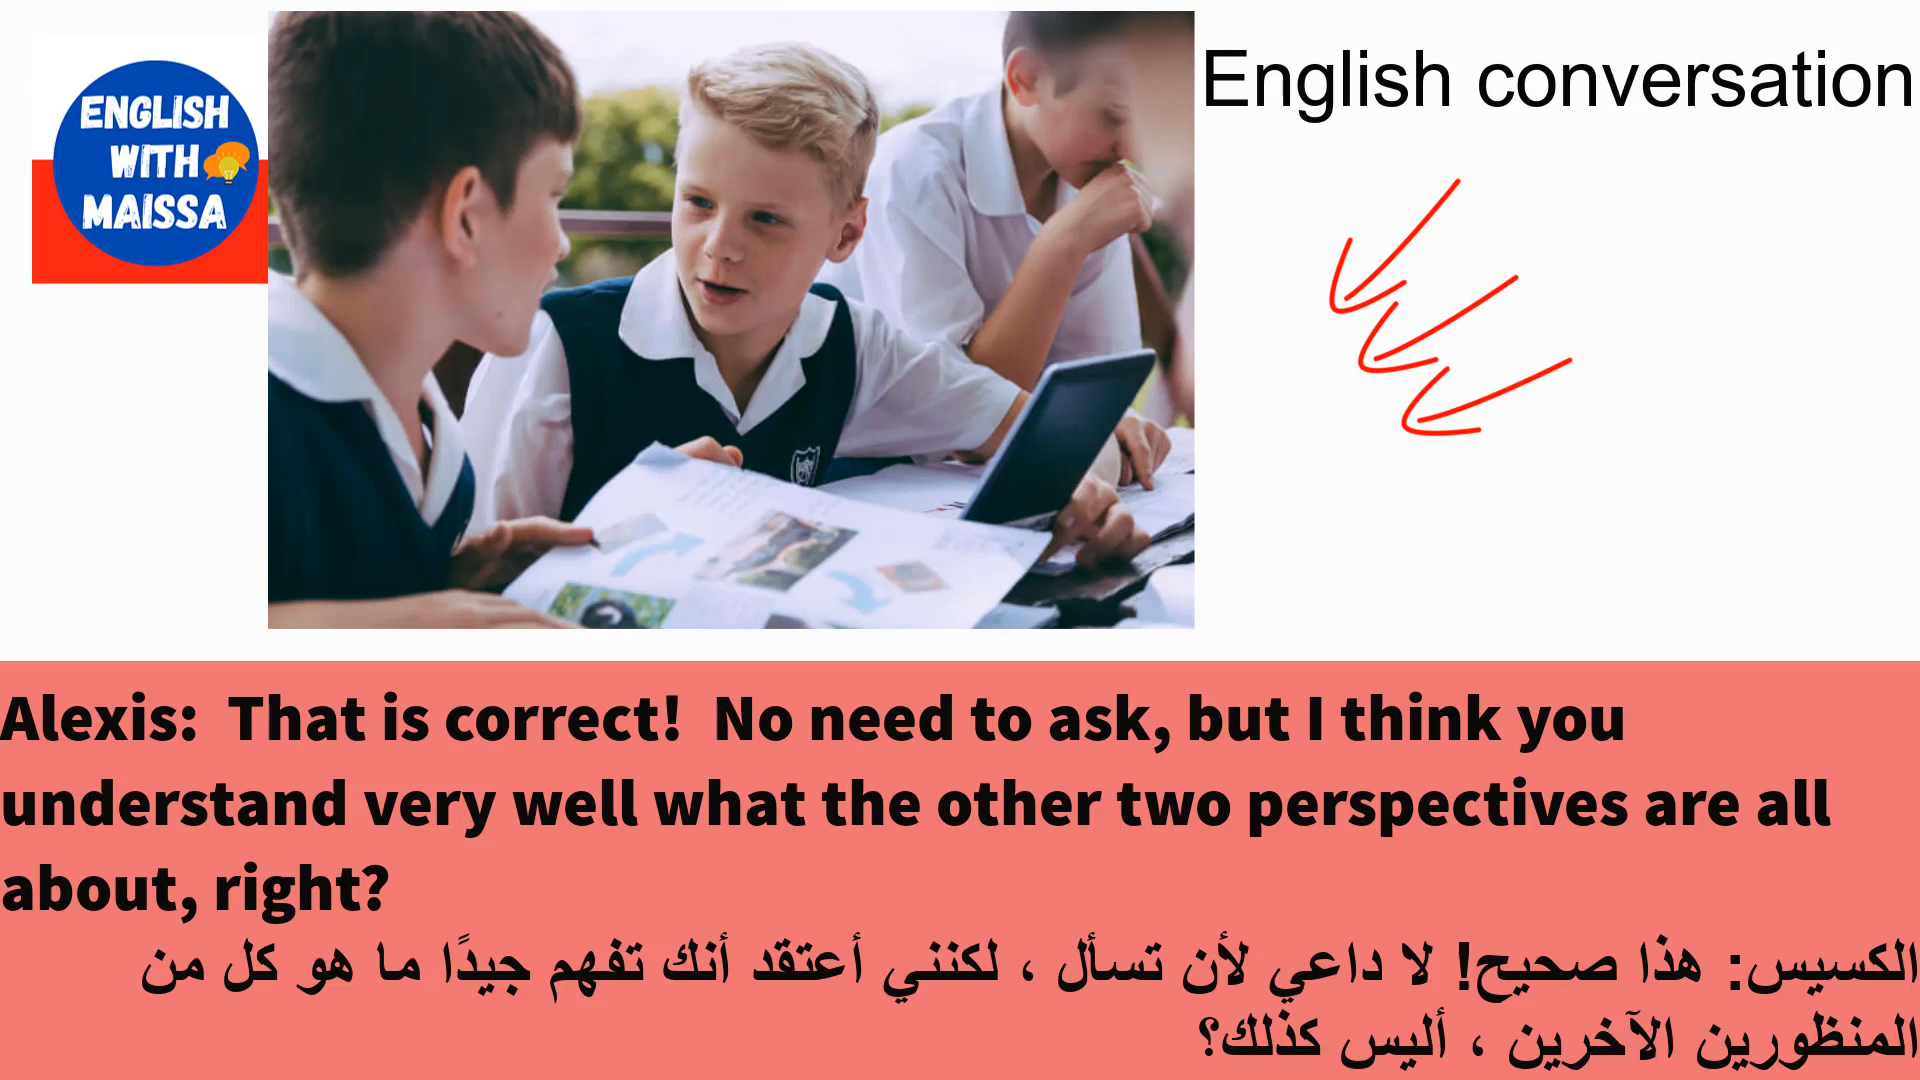 ENGLISH
WITH
MAISSA
English conversation
Alexis:  That is correct!  No need to ask, but I think you
understand very well what the other two perspectives are all
about, right?
الكسيس: هذا صحيح! لا داعي لأن تسأل ، لكنني أعتقد أنك تفهم جيدًا ما هو كل من
المنظورين الآخرين ، أليس كذلك؟